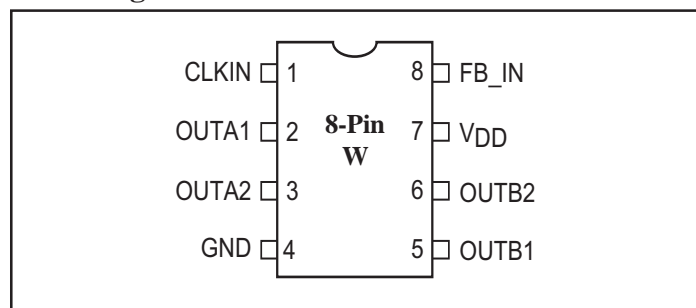 CLKIN 1 8 FB_IN
OUTA1 2 8-Pin 7 VDD
W
OUTA2 3 6 OUTB2
GND 4 5 OUTB1